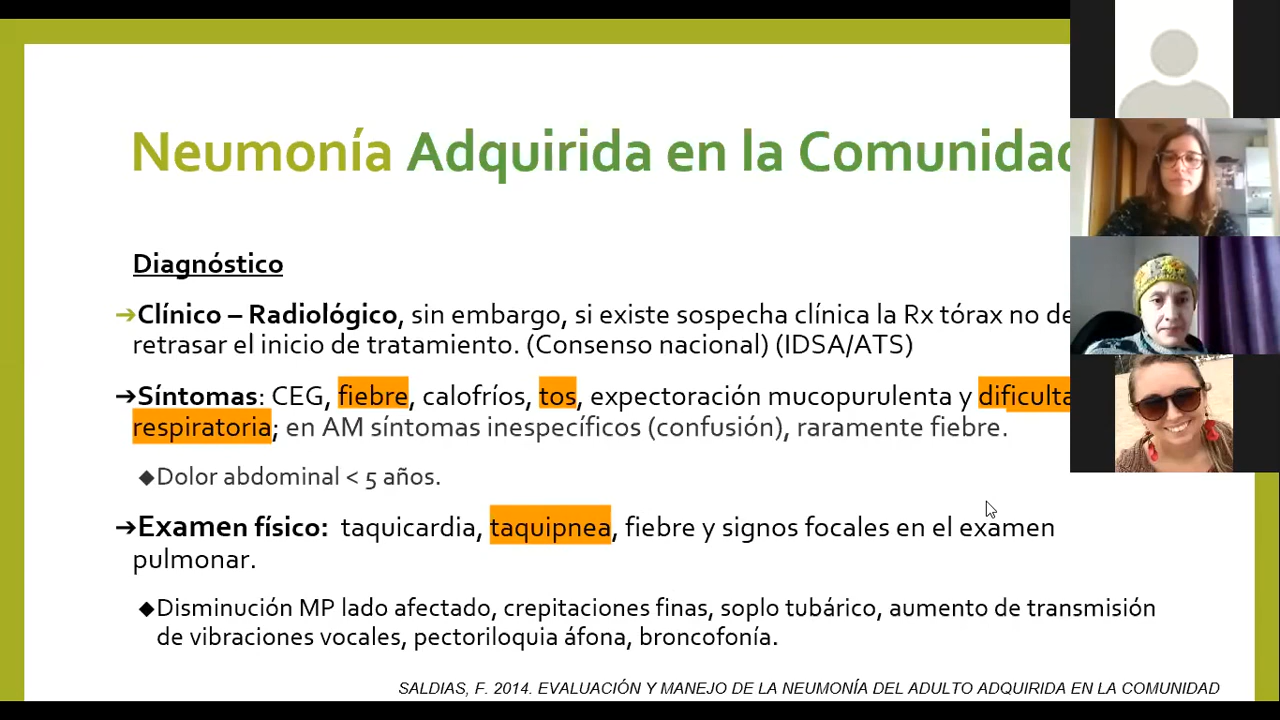 Neumonía Adquirida en la Comunidad
Diagnóstico
➔Clínico – Radiológico, sin embargo, si existe sospecha clínica la Rx tórax no de
retrasar el inicio de tratamiento. (Consenso nacional) (IDSA/ATS)
➔Síntomas: CEG, fiebre, calofríos, tos, expectoración mucopurulenta y dificulta
respiratoria; en AM síntomas inespecíficos (confusión), raramente fiebre.
◆Dolor abdominal < 5 años.
➔Examen físico: taquicardia, taquipnea, fiebre y signos focales en el examen
pulmonar.
◆Disminución MP lado afectado, crepitaciones finas, soplo tubárico, aumento de transmisión
de vibraciones vocales, pectoriloquia áfona, broncofonía.
SALDIAS, F. 2014. EVALUACIÓN Y MANEJO DE LA NEUMONÍA DEL ADULTO ADQUIRIDA EN LA COMUNIDAD